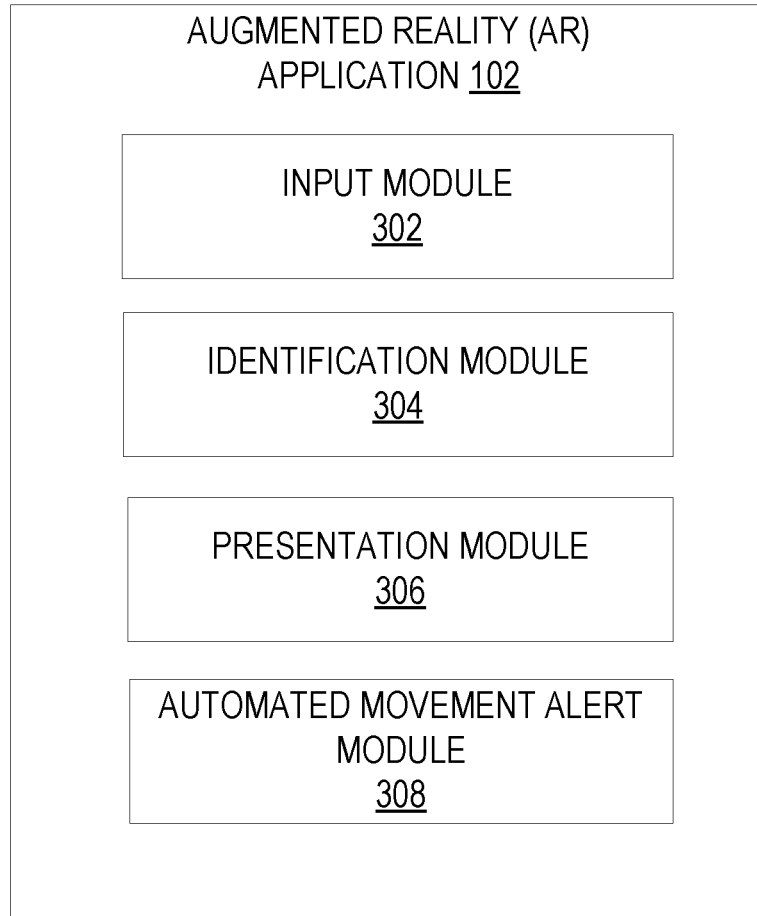 AUGMENTED REALITY (AR)
APPLICATION 102
INPUT MODULE
302
IDENTIFICATION MODULE
304
PRESENTATION MODULE
306
AUTOMATED MOVEMENT ALERT
MODULE
308